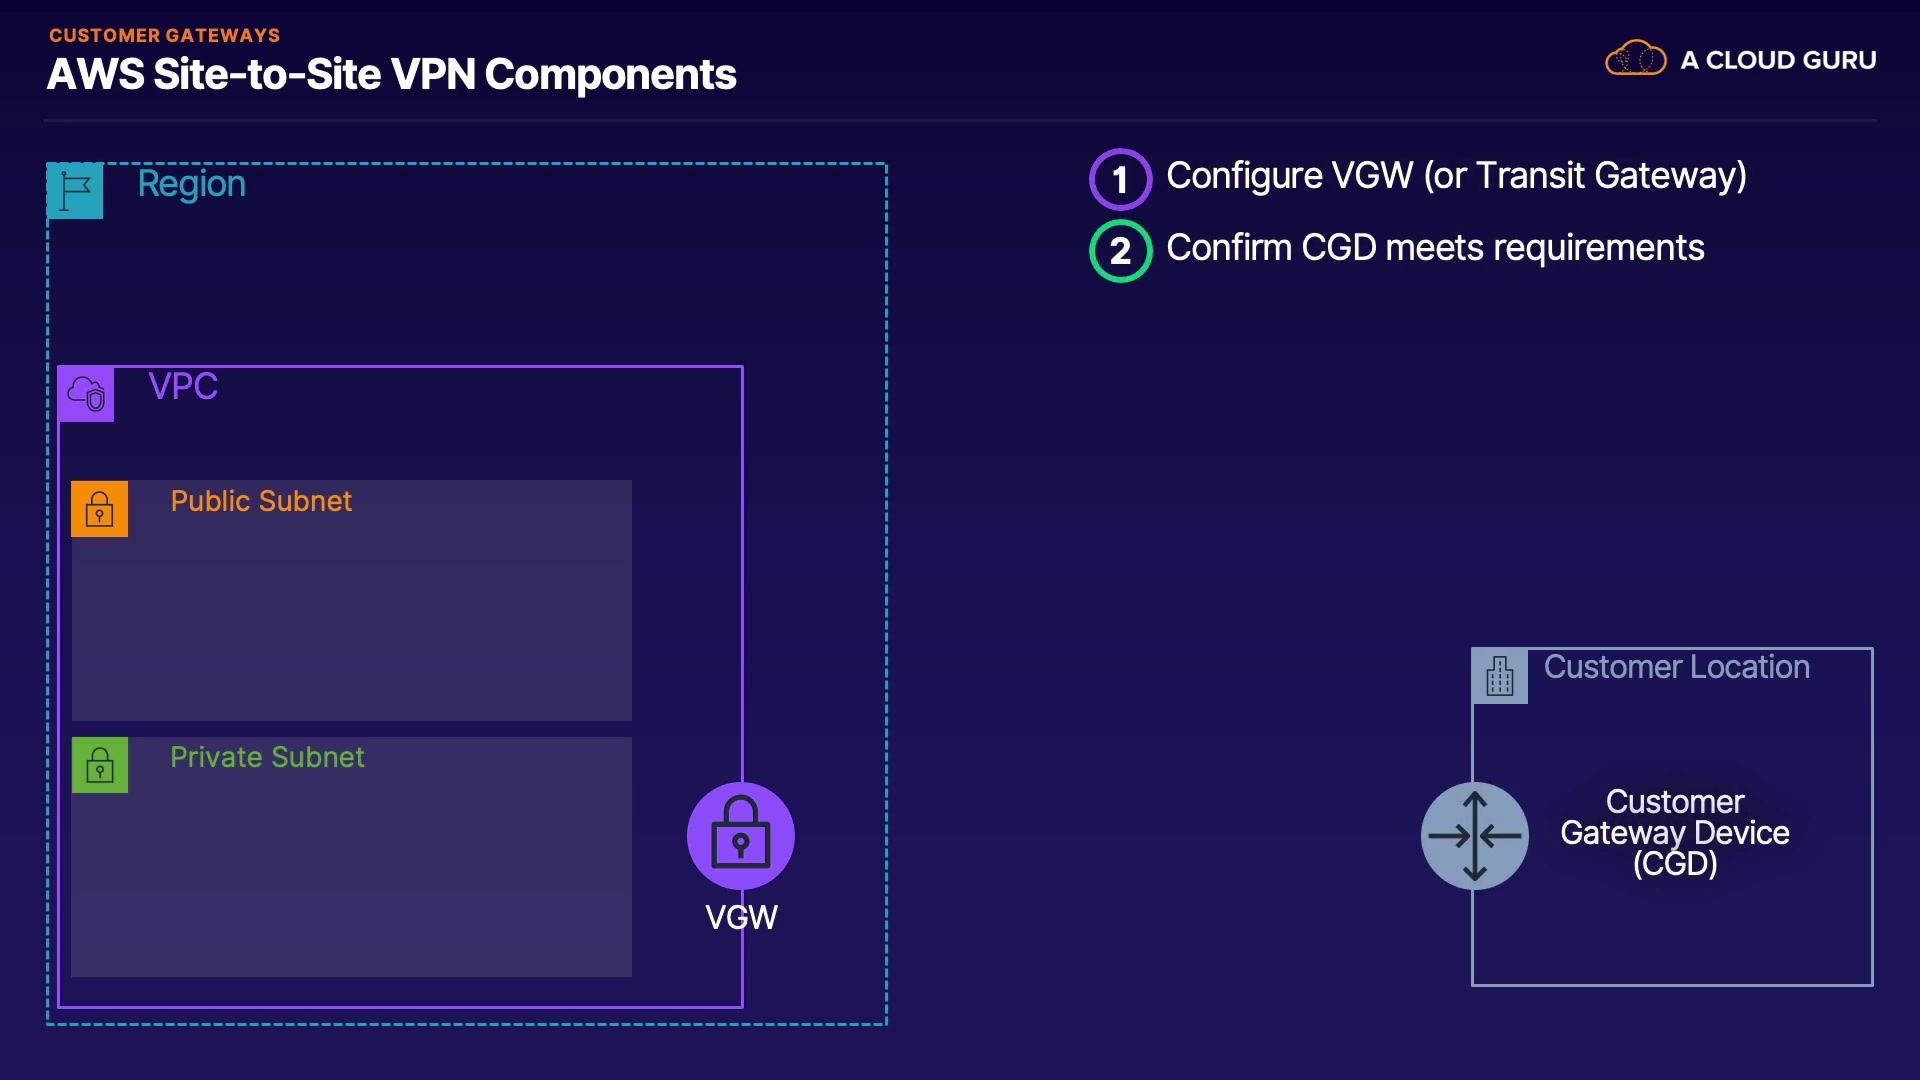 CUSTOMER GATEWAYS
AWS Site-to-Site VPN Components
A CLOUD GURU
Region
1 Configure VGW (or Transit Gateway)
2 Confirm CGD meets requirements
VPC
Public Subnet
Private Subnet
VGW
Customer Location
Customer
Gateway Device
(CGD)